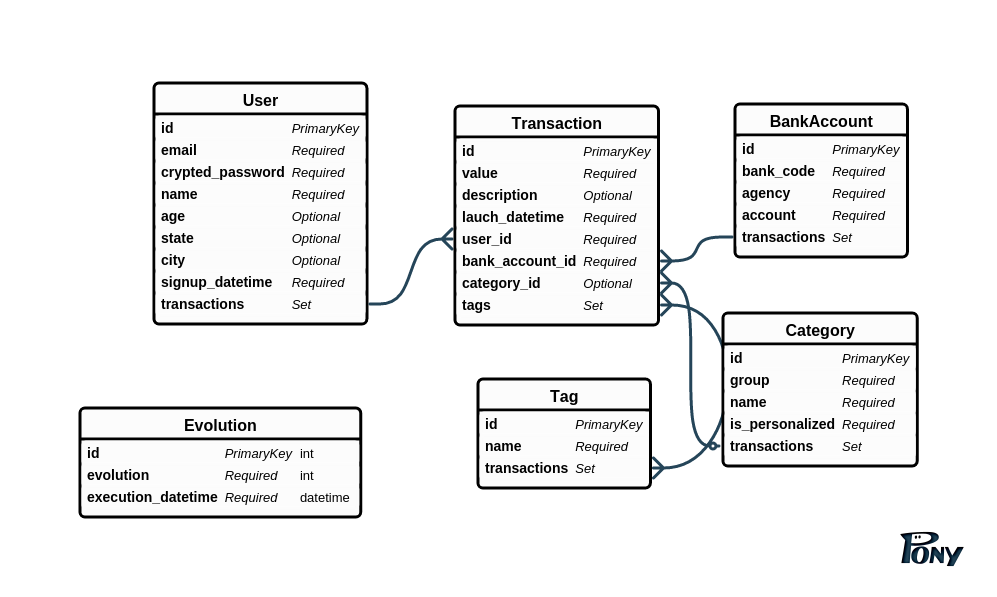 User
id PrimaryKey
email Required
crypted_password Required
name Required
age Optional
state Optional
city Optional
signup_datetime Required
transactions Set
Transaction
id PrimaryKey
value Required
description Optional
lauch_datetime Required
user_id Required
bank_account_id Required
category_id Optional
tags Set
BankAccount
id PrimaryKey
bank_code Required
agency Required
account Required
transactions Set
Category
id PrimaryKey
group Required
name Required
is_personalized Required
transactions Set
Tag
id PrimaryKey
name Required
transactions Set
Evolution
id PrimaryKey int
evolution Required int
execution_datetime Required datetime
PONY